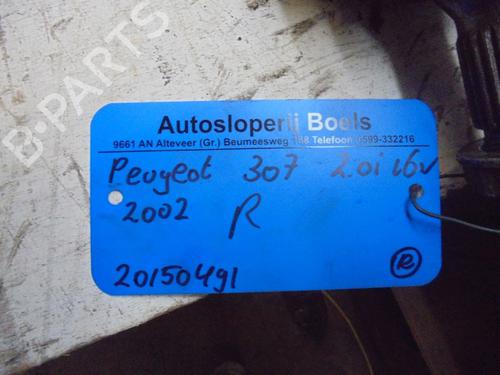 B-PARTS
Autosloperij Boels
9661 AN Alteveer (Gr.) Beumeesweg 188 Telefoon 0599-332216
Peugeot 307 2.0i 16v
2002 R
20150491
R